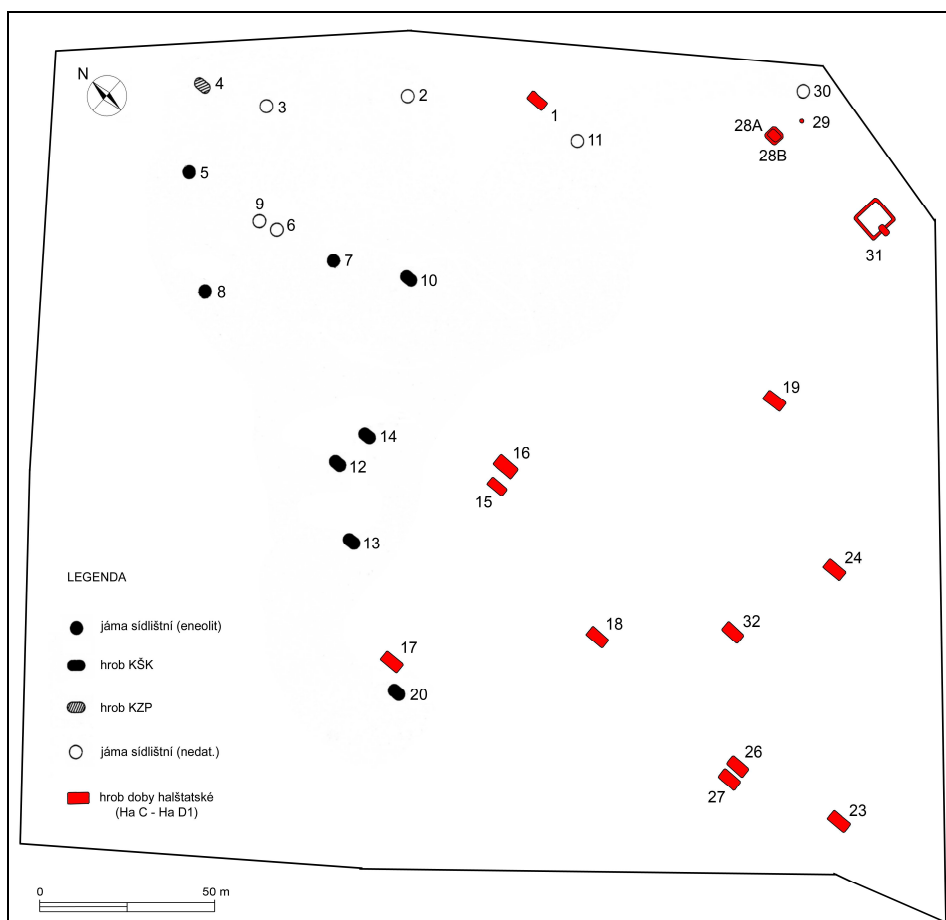 N
4
3
2
1
30
29
28A
28B
11
5
9
6
31
7
10
8
19
14
12
16
15
13
24
LEGENDA
jáma sídlištní (eneolit)
18
32
hrob KŠK
17
20
hrob KZP
jáma sídlištní (nedat.)
26
27
hrob doby halštatské
(Ha C - Ha D1)
23
0
50 m